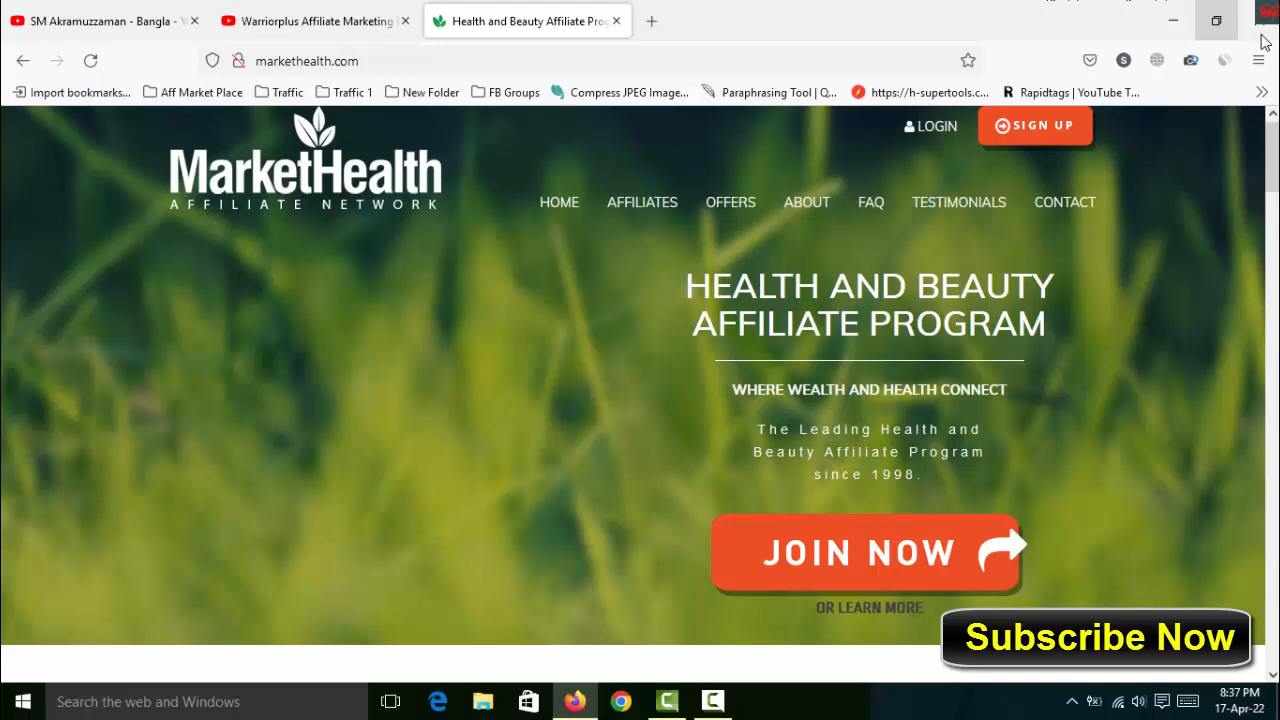 SM Akramuzzaman - Bangla -
Warriorplus Affiliate Marketing
Health and Beauty Affiliate Pro
markethealth.com
Import bookmarks...
Aff Market Place
Traffic
Traffic 1
New Folder
FB Groups
Compress JPEG Image...
Paraphrasing Tool | Q...
https://h-supertools.c...
Rapidtags | YouTube T...
LOGIN
SIGN UP
MarketHealth
AFFILIATE NETWORK
HOME
AFFILIATES
OFFERS
ABOUT
FAQ
TESTIMONIALS
CONTACT
HEALTH AND BEAUTY
AFFILIATE PROGRAM
WHERE WEALTH AND HEALTH CONNECT
The Leading Health and
Beauty Affiliate Program
since 1998.
JOIN NOW
OR LEARN MORE
Subscribe Now
Search the web and Windows
8:37 PM
17-Apr-22